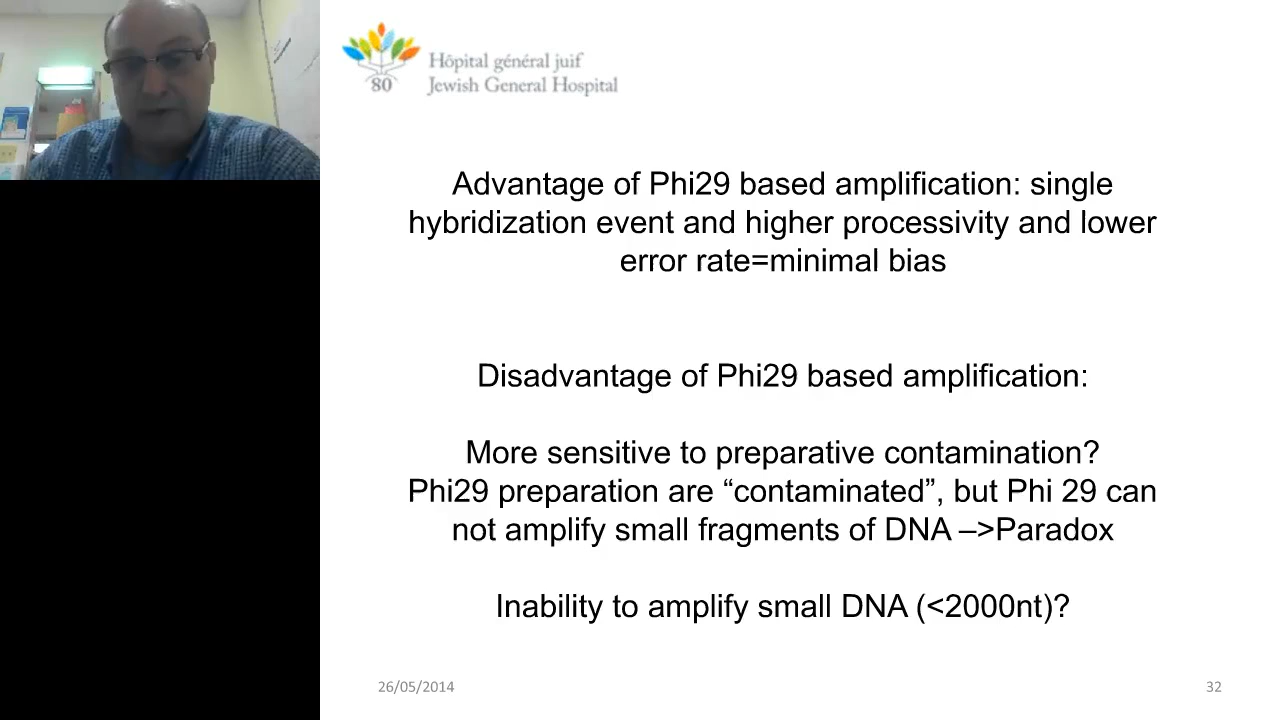 Hôpital général juif
Jewish General Hospital
80
Advantage of Phi29 based amplification: single
hybridization event and higher processivity and lower
error rate=minimal bias
Disadvantage of Phi29 based amplification:
More sensitive to preparative contamination?
Phi29 preparation are “contaminated”, but Phi 29 can
not amplify small fragments of DNA –>Paradox
Inability to amplify small DNA (<2000nt)?
26/05/2014
32